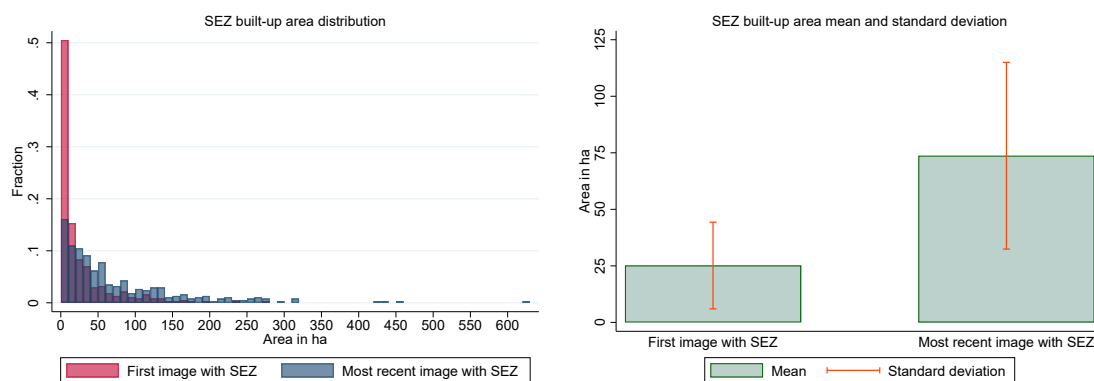 SEZ built-up area distribution
.5
.4
.3
.2
.1
0
Fraction
0 50 100 150 200 250 300 350 400 450 500 550 600
Area in ha
First image with SEZ Most recent image with SEZ
SEZ built-up area mean and standard deviation
125
100
75
50
25
0
Area in ha
First image with SEZ Most recent image with SEZ
Mean Standard deviation